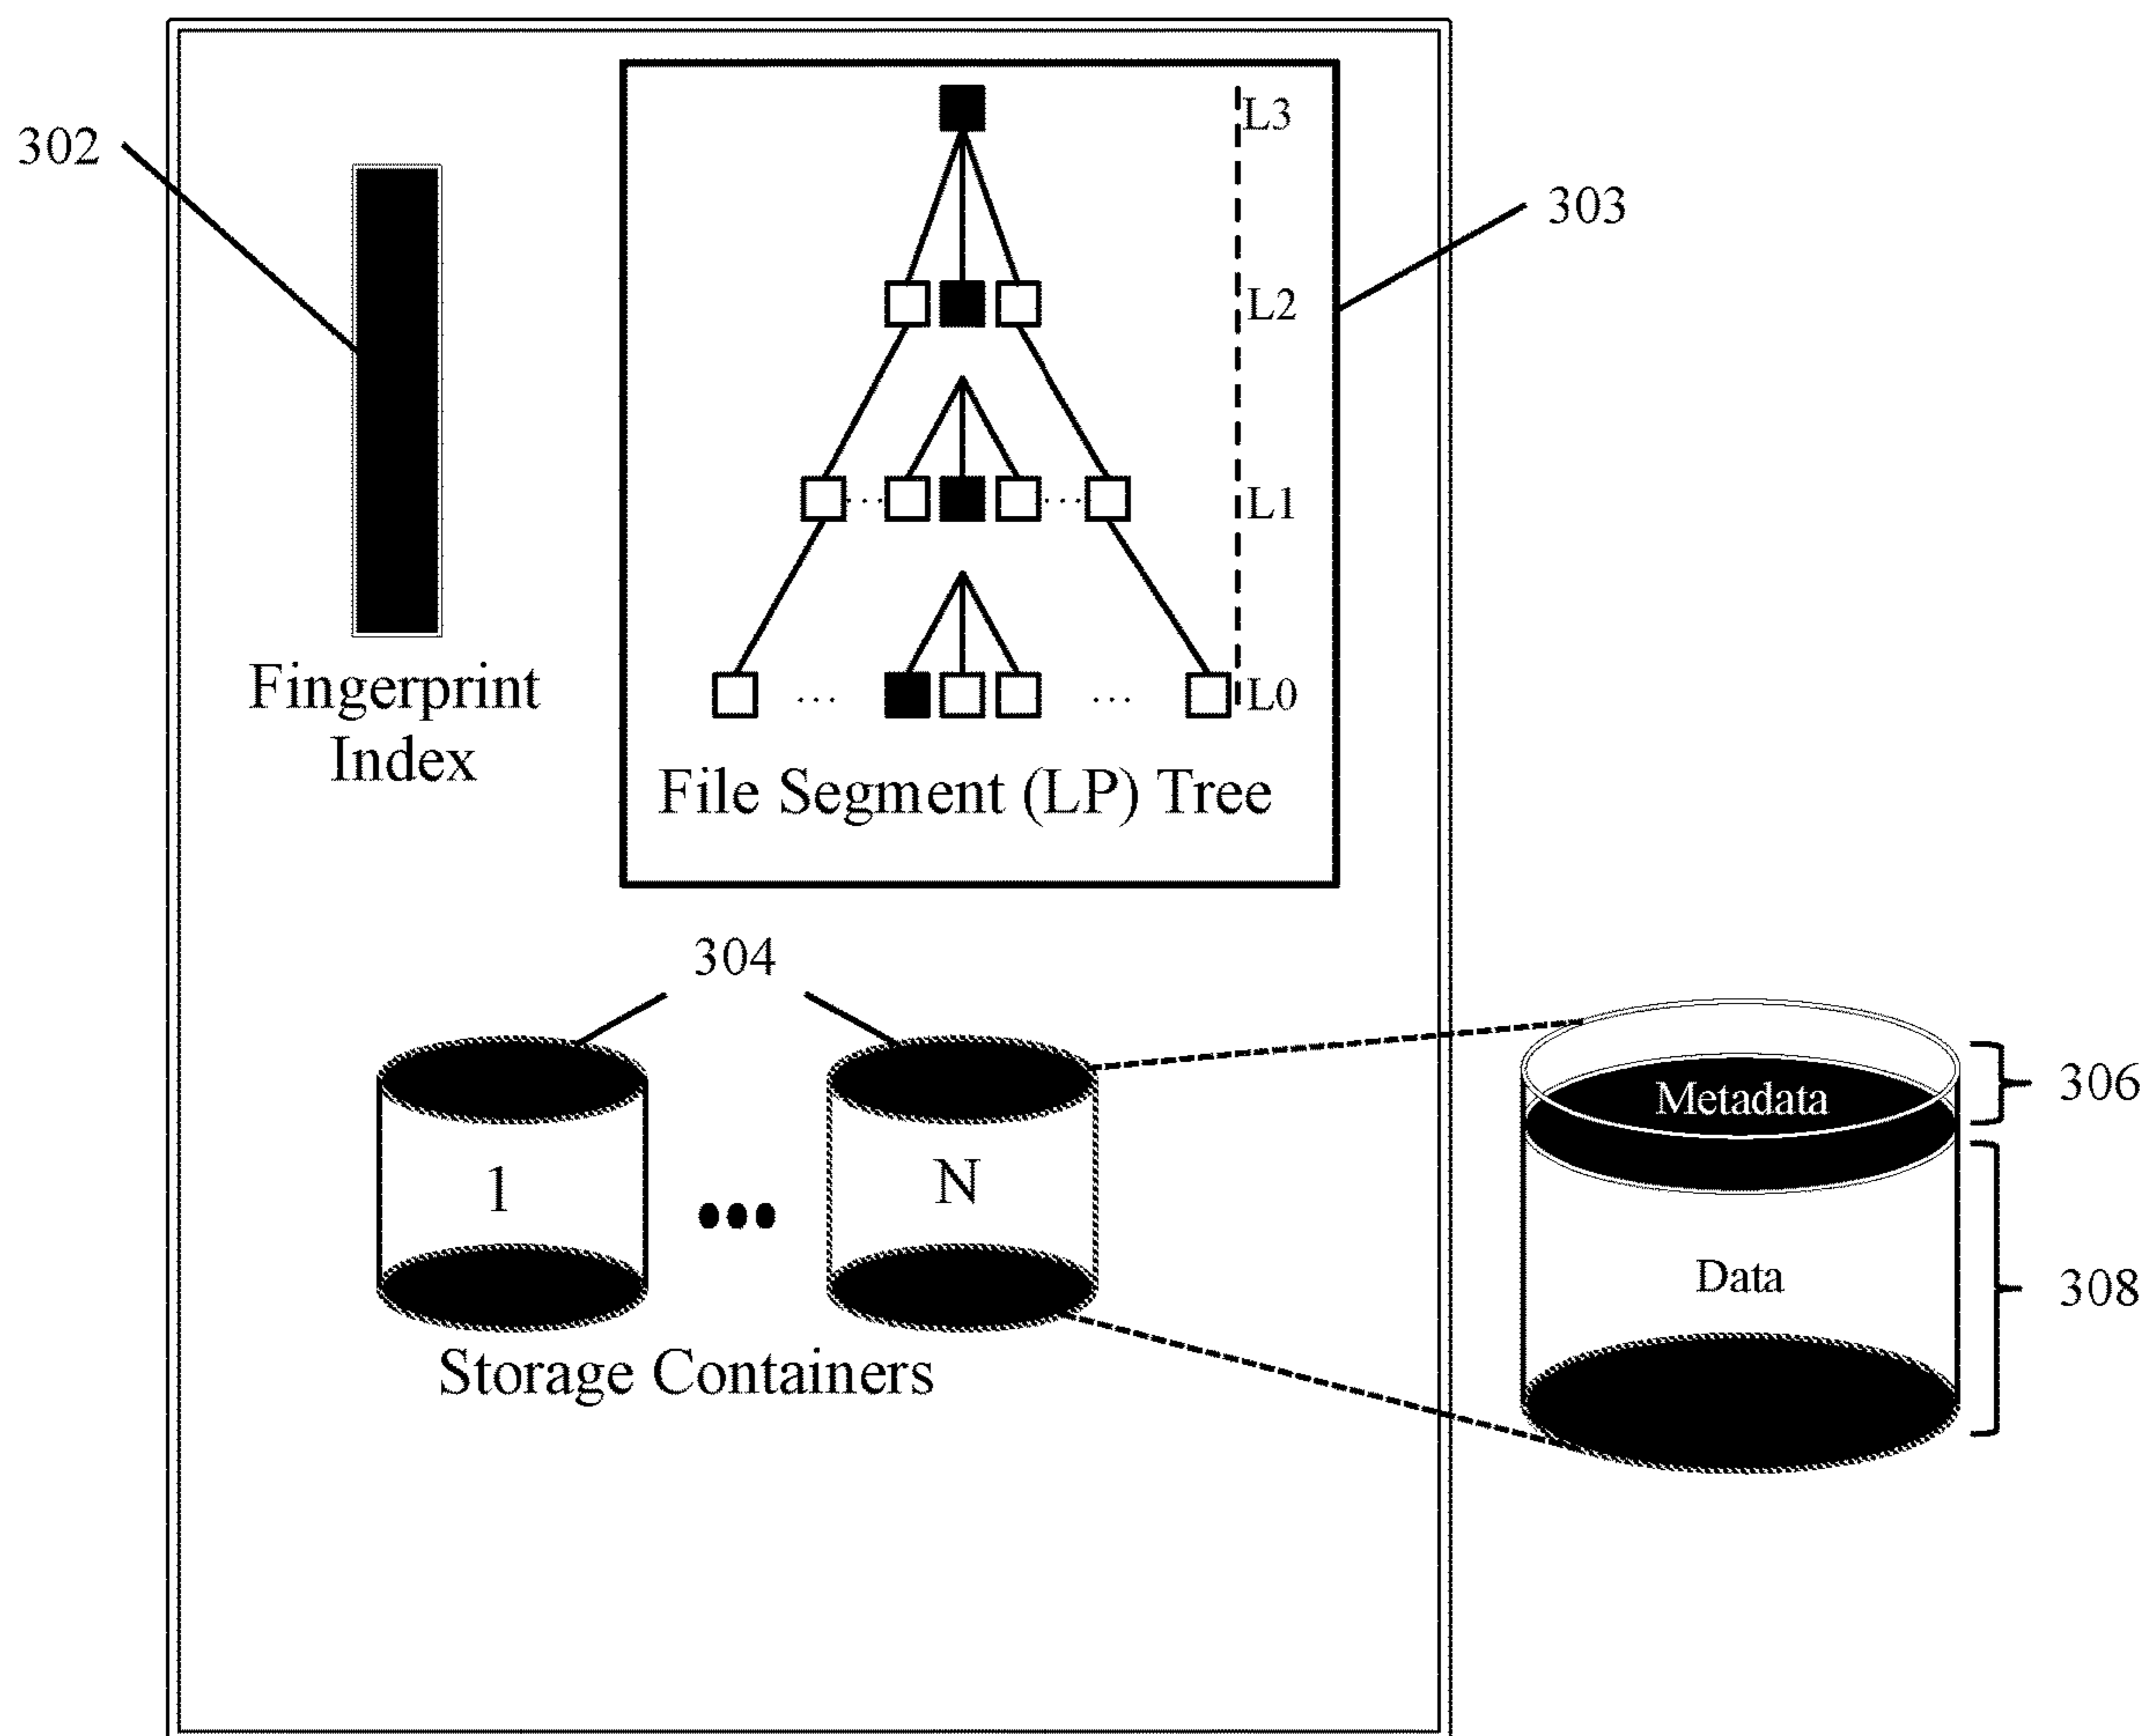 L3
302
303
L2
L1
... ...
L0
... ...
Fingerprint
Index
File Segment (LP) Tree
304
306
Metadata
1
N
Data
308
Storage Containers